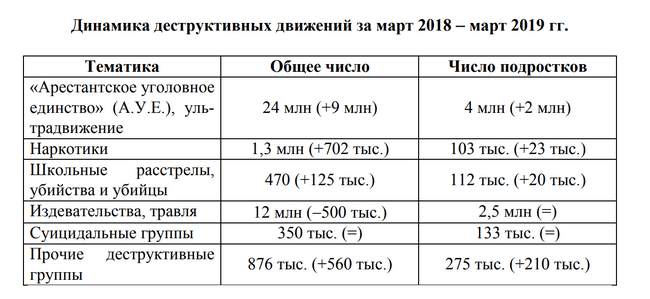 Динамика деструктивных движений за март 2018 – март 2019 гг.
Тематика Общее число Число подростков
«Арестантское уголовное
единство» (А.У.Е.), уль-
традвижение
24 млн (+9 млн) 4 млн (+2 млн)
Наркотики 1,3 млн (+702 тыс.) 103 тыс. (+23 тыс.)
Школьные расстрелы,
убийства и убийцы
470 (+125 тыс.) 112 тыс. (+20 тыс.)
Издевательства, травля 12 млн (−500 тыс.) 2,5 млн (=)
Суицидальные группы 350 тыс. (=) 133 тыс. (=)
Прочие деструктивные
группы
876 тыс. (+560 тыс.) 275 тыс. (+210 тыс.)